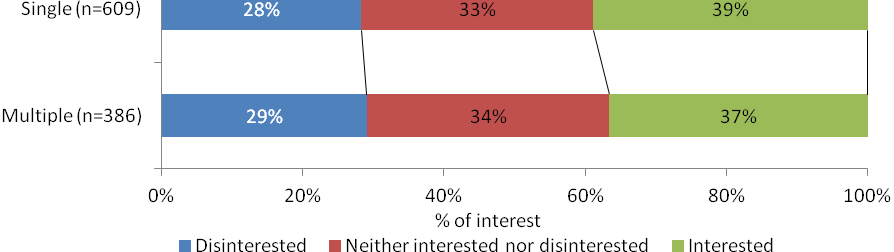 Single (n=609) 28% 33% 39%
Multiple (n=386) 29% 34% 37%
0% 20% 40% 60% 80% 100%
% of interest
Disinterested Neither interested nor disinterested Interested